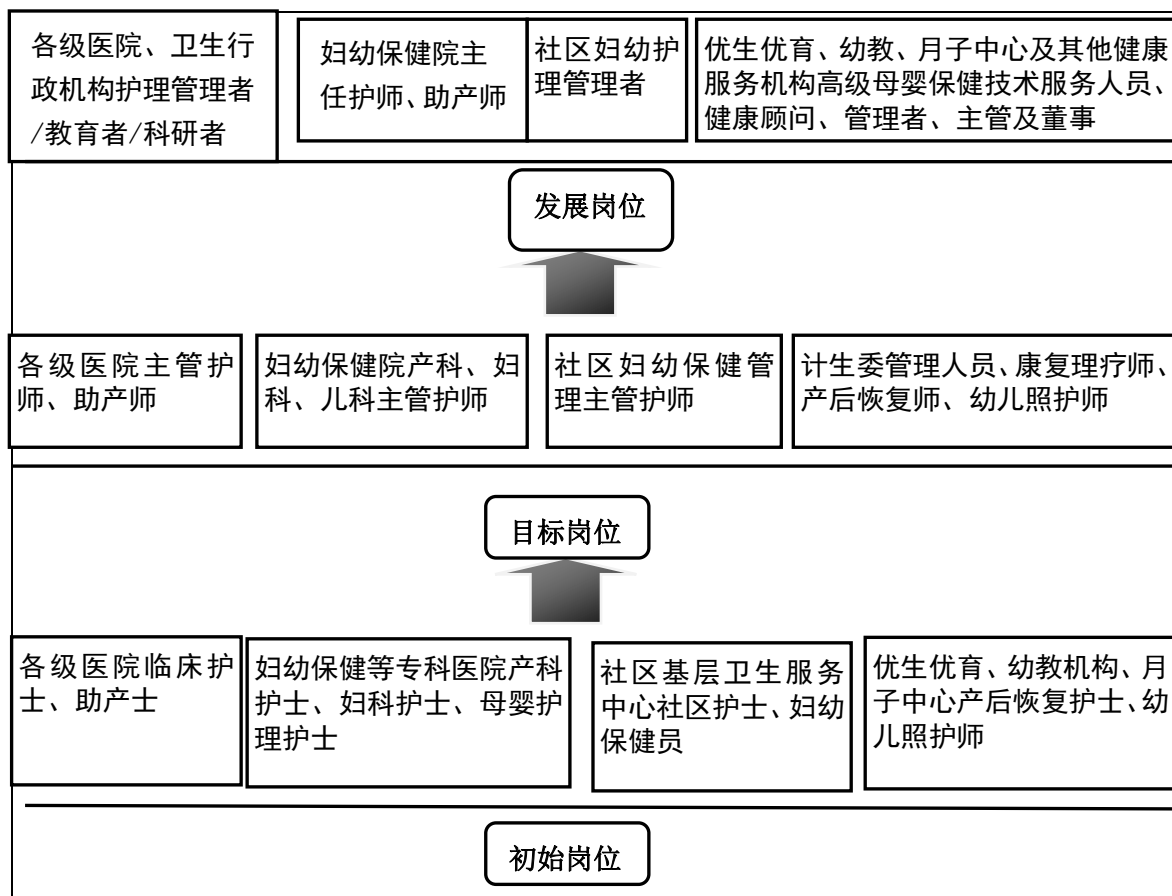 各级医院、卫生行
政机构护理管理者
/教育者/科研者
妇幼保健院主
任护师、助产师
社区妇幼护
理管理者
优生优育、幼教、月子中心及其他健康
服务机构高级母婴保健技术服务人员、
健康顾问、管理者、主管及董事
发展岗位
各级医院主管护
师、助产师
妇幼保健院产科、妇
科、儿科主管护师
社区妇幼保健管
理主管护师
计生委管理人员、康复理疗师、
产后恢复师、幼儿照护师
目标岗位
各级医院临床护
士、助产士
妇幼保健等专科医院产科
护士、妇科护士、母婴护
理护士
社区基层卫生服务
中心社区护士、妇幼
保健员
优生优育、幼教机构、月
子中心产后恢复护士、幼
儿照护师
初始岗位